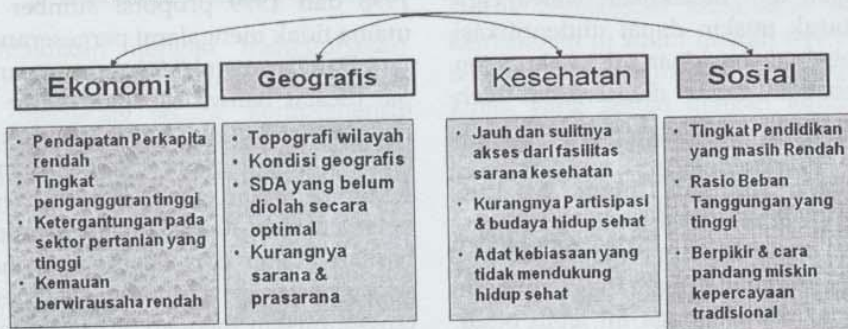 Ekonomi
Pendapatan Perkapita
rendah
Tingkat
pengangguran tinggi
Ketergantungan pada
sektor pertanian yang
tinggi
Kemauan
berwirausaha rendah
Geografis
Topografi wilayah
Kondisi geografis
SDA yang belum
diolah secara
optimal
Kurangnya
sarana &
prasarana
Kesehatan
Jauh dan sulitnya
akses dari fasilitas
sarana kesehatan
Kurangnya Partisipasi
& budaya hidup sehat
Adat kebiasaan yang
tidak mendukung
hidup sehat
Sosial
Tingkat Pendidikan
yang masih Rendah
Rasio Beban
Tanggungan yang
tinggi
Berpikir & cara
pandang miskin
kepercayaan
tradisional